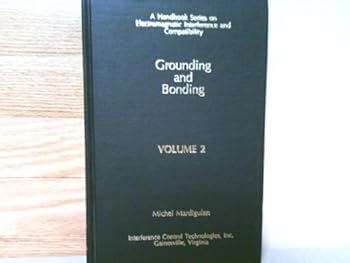 A Handbook Series on
Electromagnetic Interference and
Compatibility
Grounding
and
Bonding
VOLUME 2
Michel Mardiguian
Interference Control Technologies, Inc.
Gainesville, Virginia